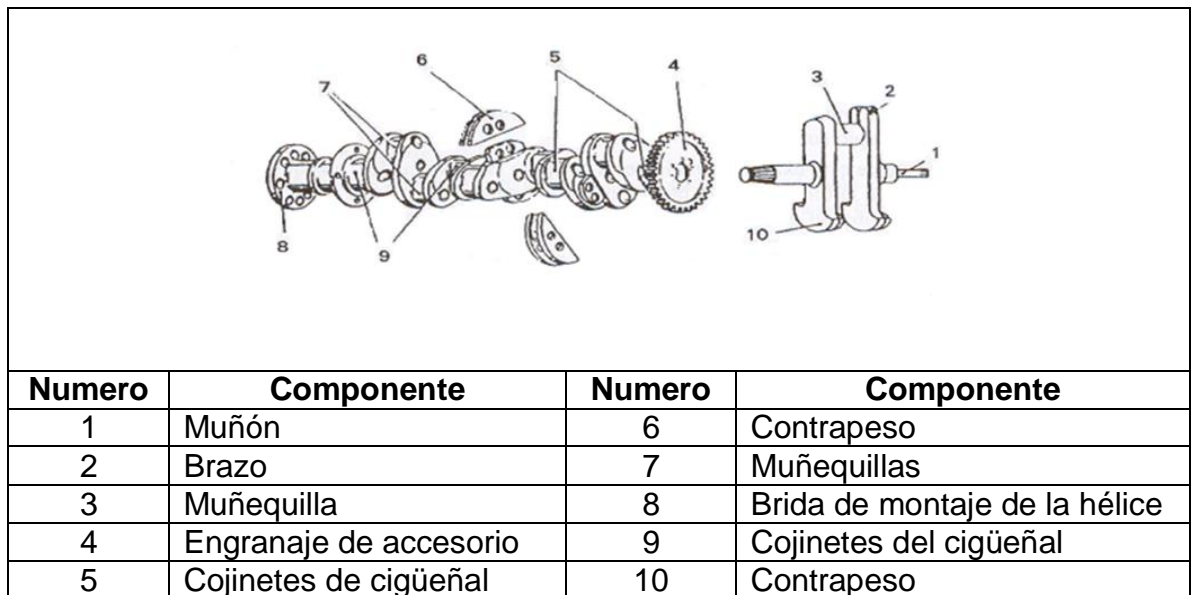 6 5 4 3 2
7
1
8 9 10
Numero Componente Numero Componente
1 Muñón 6 Contrapeso
2 Brazo 7 Muñequillas
3 Muñequilla 8 Brida de montaje de la hélice
4 Engranaje de accesorio 9 Cojinetes del cigüeñal
5 Cojinetes de cigüeñal 10 Contrapeso